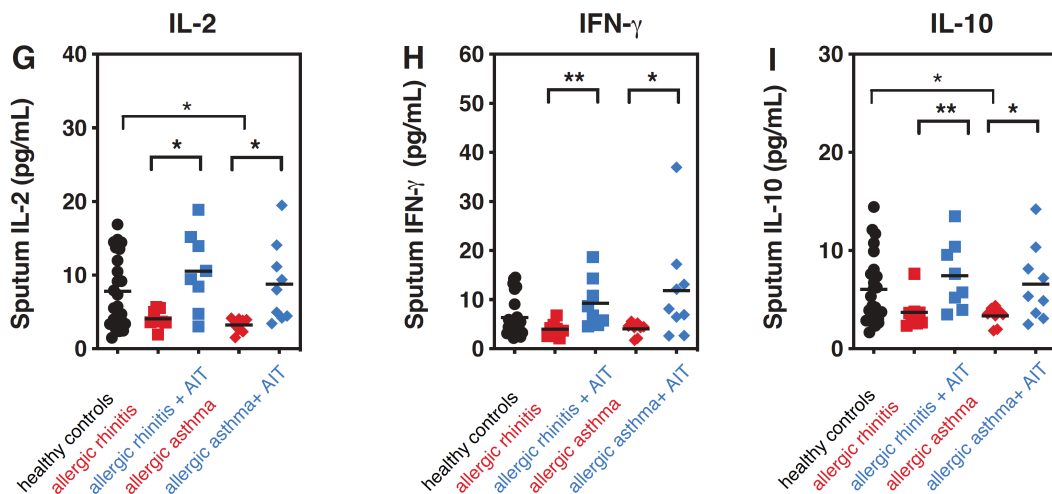 G
IL-2
Sputum IL-2 (pg/mL)
40
30
20
10
0
*
*
*
healthy controls
allergic rhinitis
allergic rhinitis + AIT
allergic asthma
allergic asthma+ AIT
H
IFN-γ
Sputum IFN-γ (pg/mL)
60
50
40
30
20
10
0
**
*
healthy controls
allergic rhinitis
allergic rhinitis + AIT
allergic asthma
allergic asthma+ AIT
I
IL-10
Sputum IL-10 (pg/mL)
30
20
10
0
*
**
*
healthy controls
allergic rhinitis
allergic rhinitis + AIT
allergic asthma
allergic asthma+ AIT